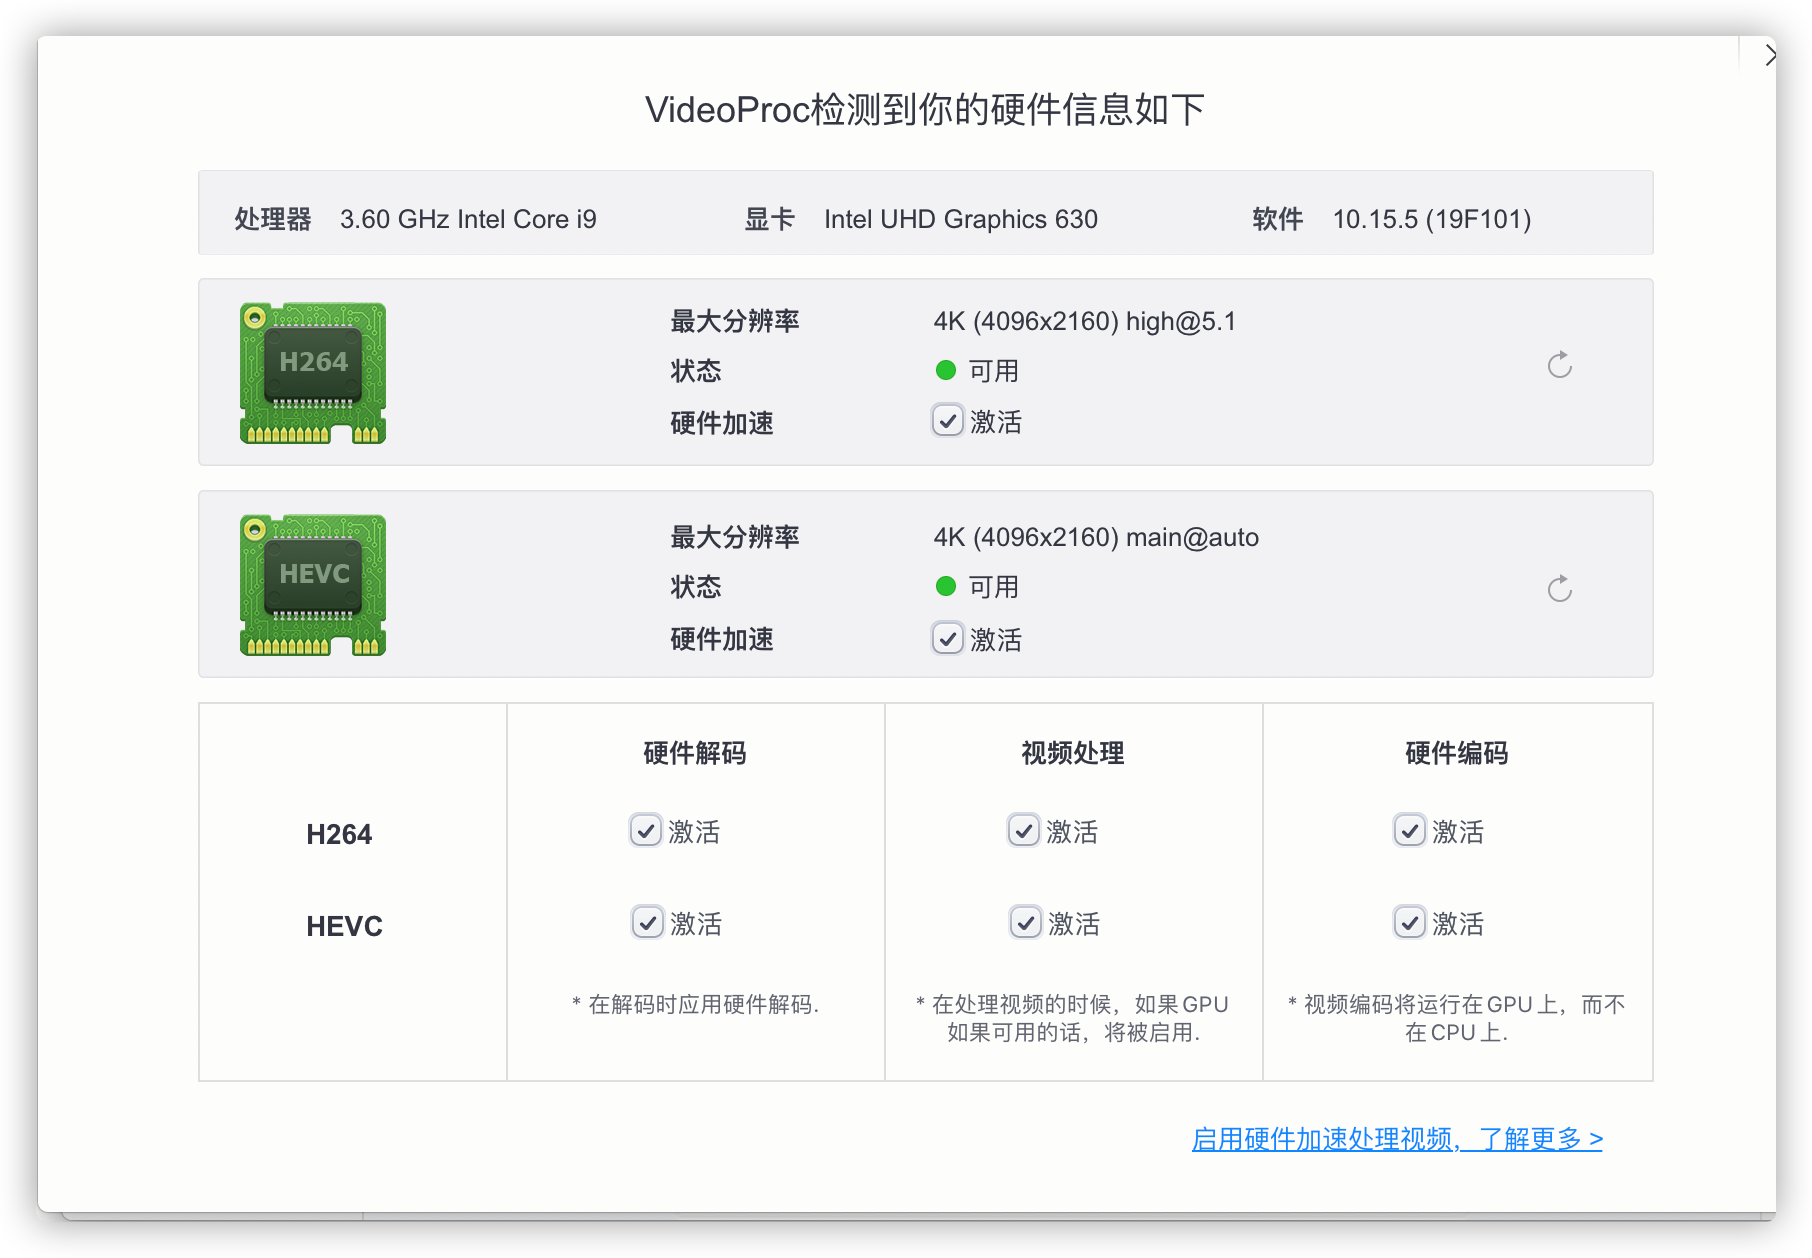 VideoProc检测到你的硬件信息如下
处理器 3.60 GHz Intel Core i9 显卡 Intel UHD Graphics 630 软件 10.15.5 (19F101)
H264
最大分辨率 4K (4096x2160) high@5.1
状态 可用
硬件加速 激活
HEVC
最大分辨率 4K (4096x2160) main@auto
状态 可用
硬件加速 激活
硬件解码 视频处理 硬件编码
H264 激活 激活 激活
HEVC 激活 激活 激活
* 在解码时应用硬件解码.
* 在处理视频的时候，如果GPU
如果可用的话，将被启用.
* 视频编码将运行在GPU上，而不
在CPU上.
启用硬件加速处理视频，了解更多 >